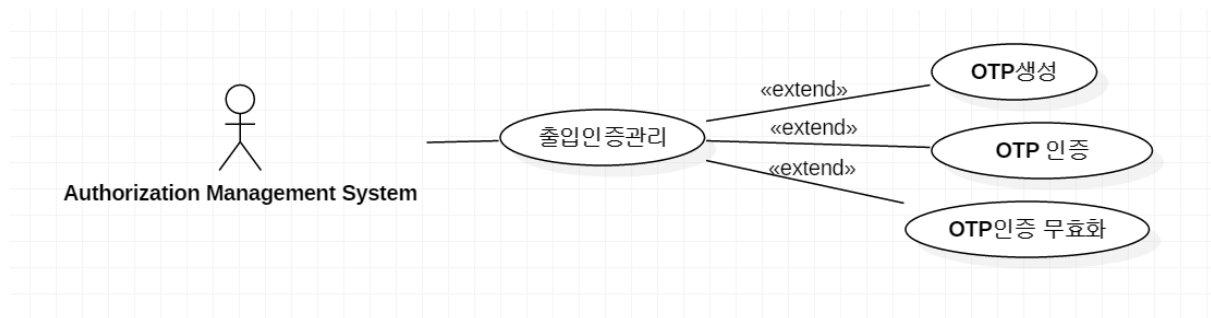 «extend»
OTP생성
«extend»
출입인증관리
OTP 인증
«extend»
Authorization Management System
OTP인증 무효화